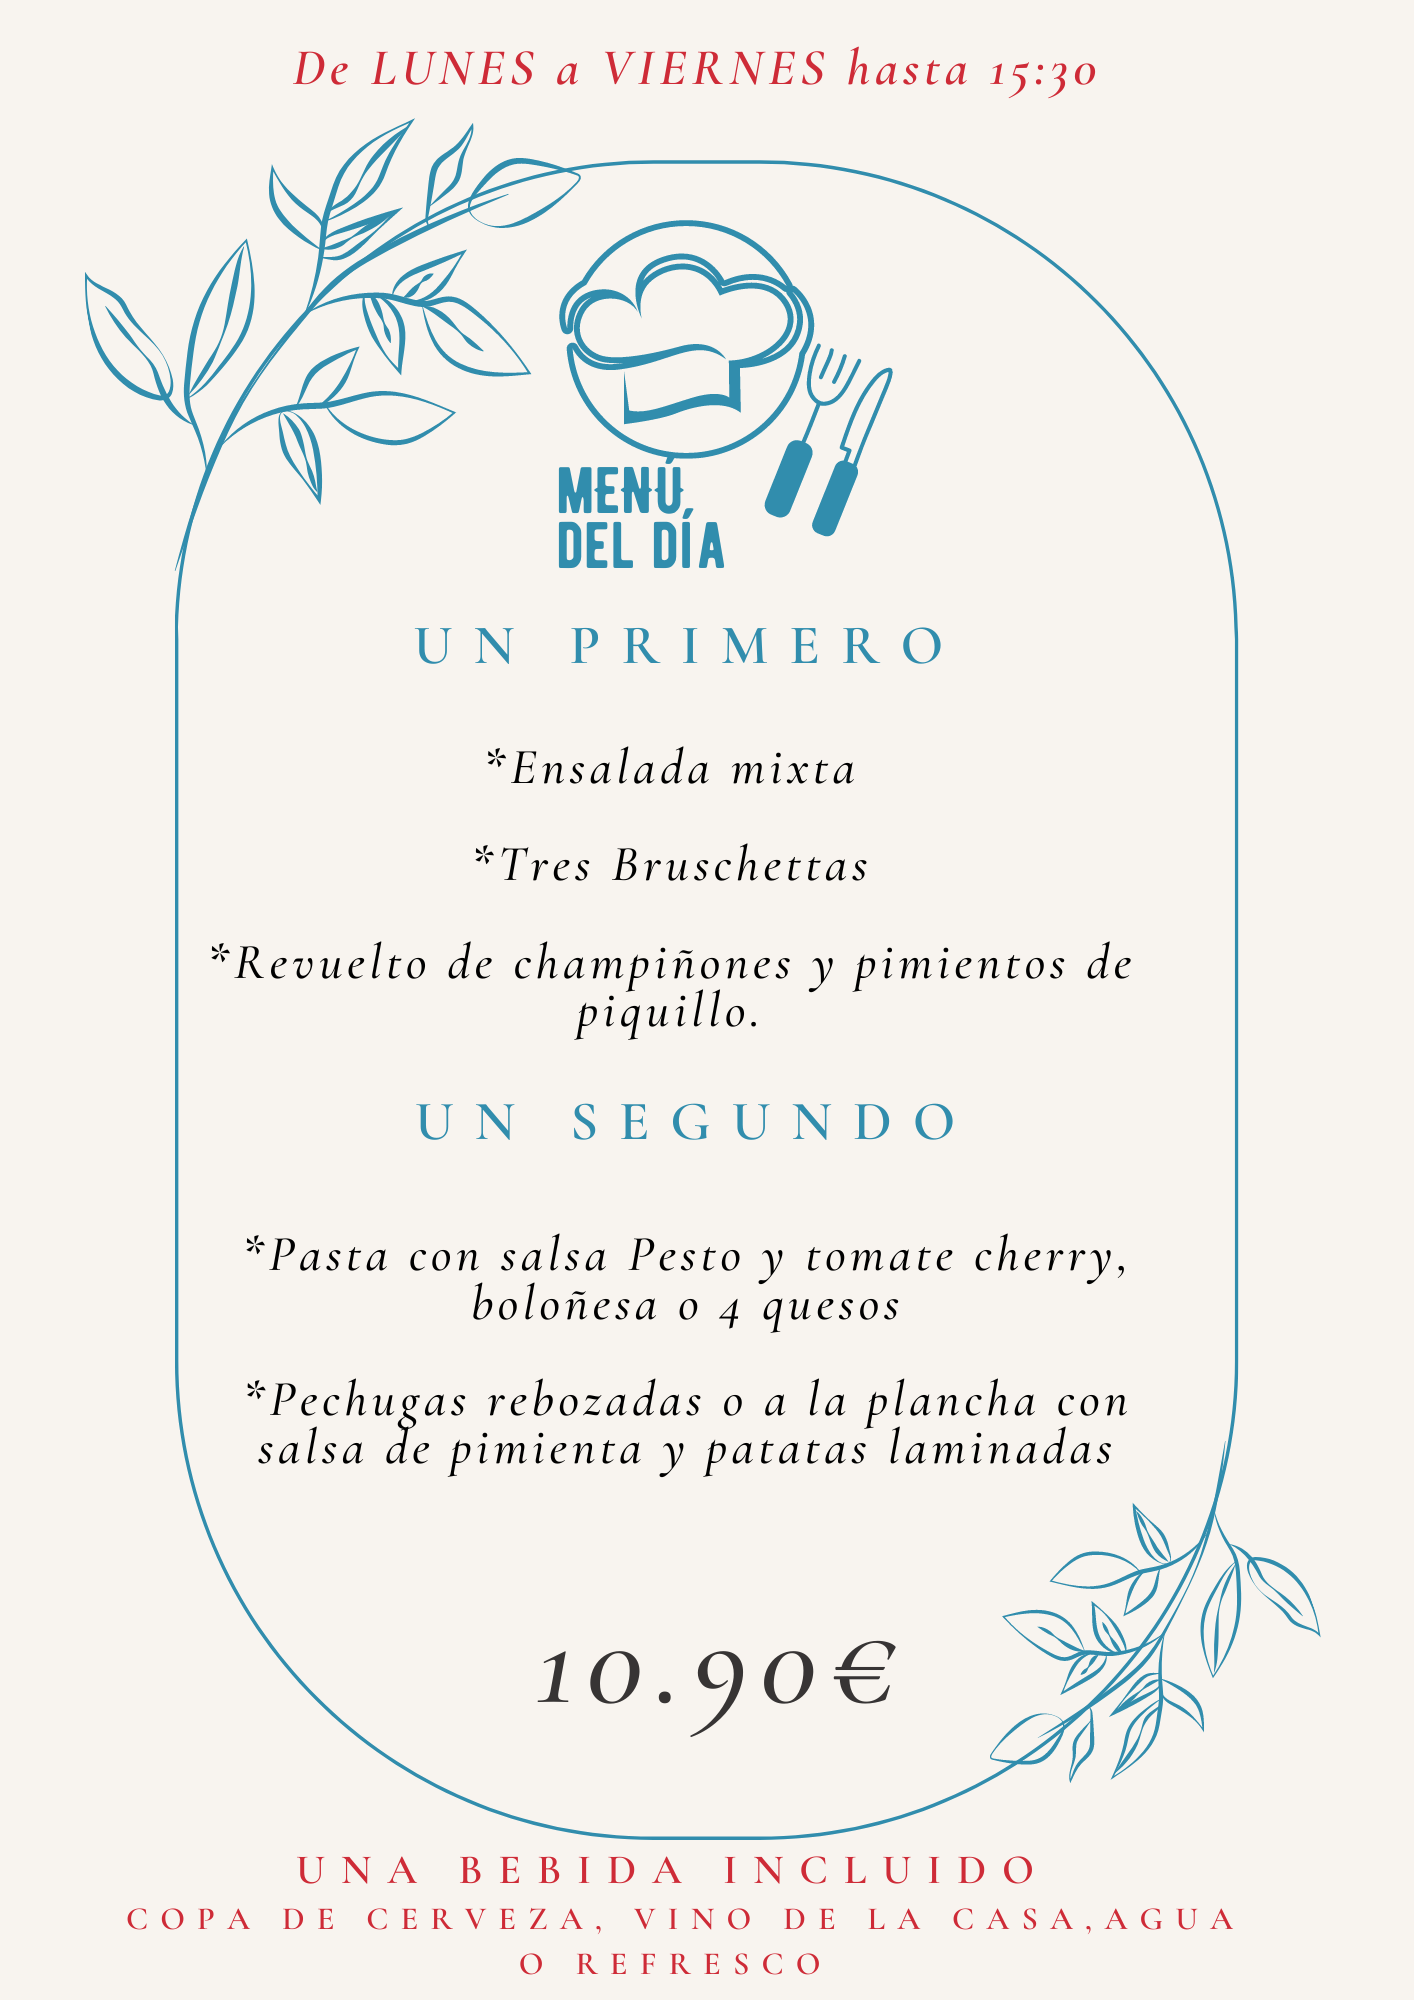 De LUNES a VIERNES hasta 15:30
MENÚ
DEL DÍA
UN PRIMERO
*Ensalada mixta
*Tres Bruschettas
*Revuelto de champiñones y pimientos de
piquillo.
UN SEGUNDO
*Pasta con salsa Pesto y tomate cherry,
boloñesa o 4 quesos
*Pechugas rebozadas o a la plancha con
salsa de pimienta y patatas laminadas
10.90€
UNA BEBIDA INCLUIDO
COPA DE CERVEZA, VINO DE LA CASA,AGUA
O REFRESCO